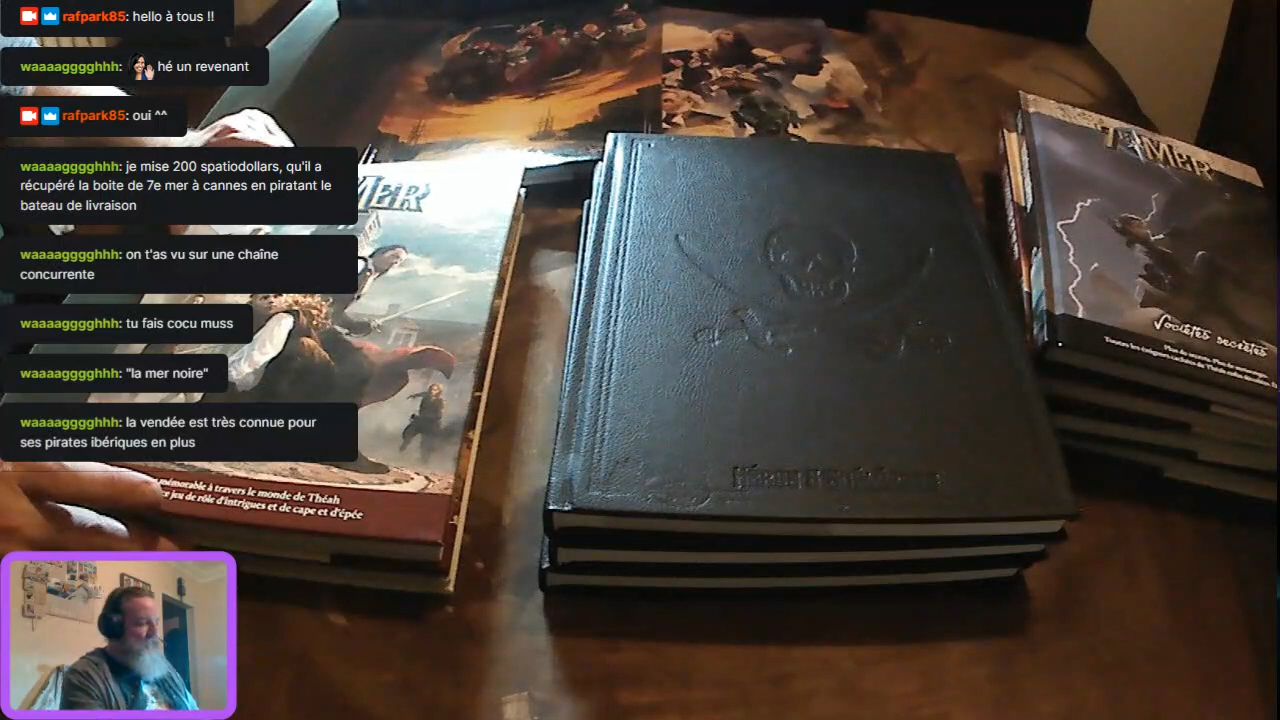 rafpark85: hello à tous !!
waaaagggghhh: hé un revenant
rafpark85: oui ^^
waaaagggghhh: je mise 200 spatiodollars, qu'il a
récupéré la boite de 7e mer à cannes en piratant le
bateau de livraison
waaaagggghhh: on t'as vu sur une chaîne
concurrente
waaaagggghhh: tu fais cocu muss
waaaagggghhh: "la mer noire"
waaaagggghhh: la vendée est très connue pour
ses pirates ibériques en plus
MER
mémorable à travers le monde de Théah
jeu de rôle d'intrigues et de cape et d'épée
7e MER
Sociétés secrètes